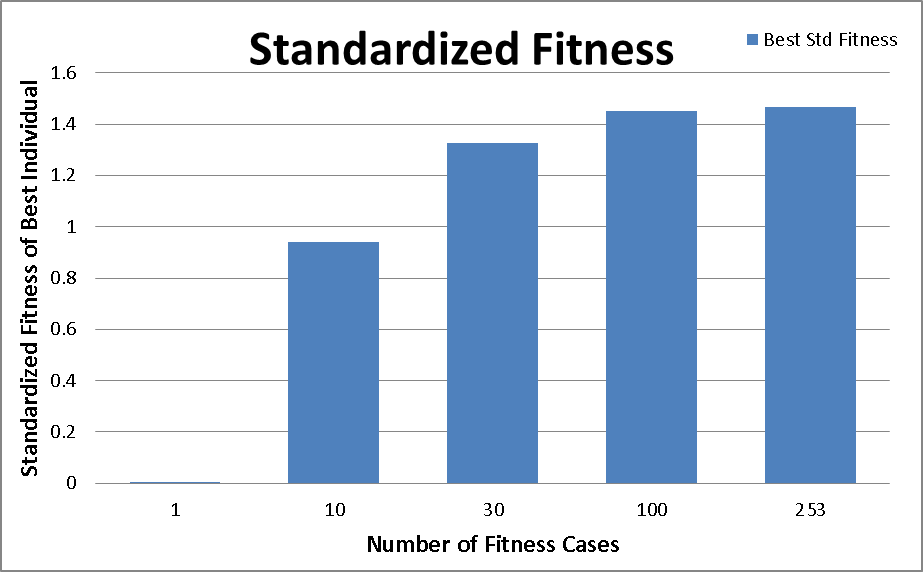 Standardized Fitness
Best Std Fitness
Standardized Fitness of Best Individual
1.6
1.4
1.2
1
0.8
0.6
0.4
0.2
0
1 10 30 100 253
Number of Fitness Cases